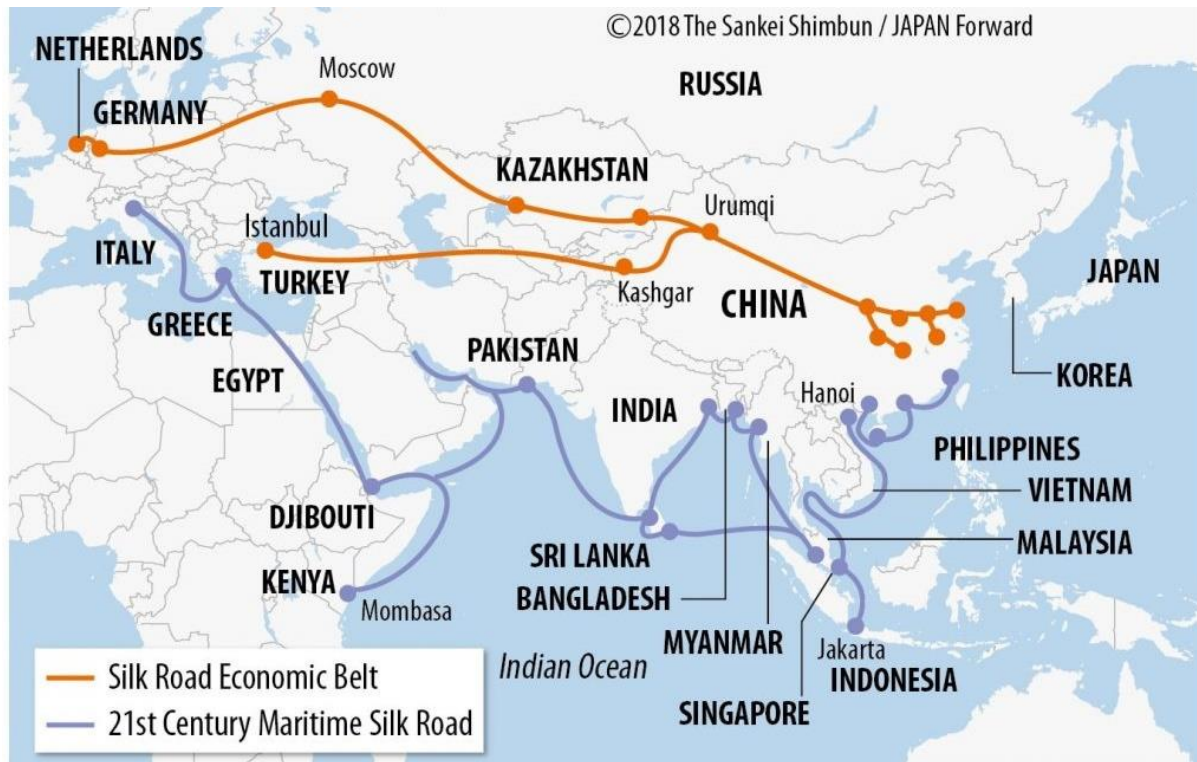 ©2018 The Sankei Shimbun / JAPAN Forward
NETHERLANDS
Moscow
RUSSIA
GERMANY
KAZAKHSTAN
Urumqi
Istanbul
ITALY
TURKEY
Kashgar
CHINA
JAPAN
GREECE
PAKISTAN
KOREA
EGYPT
INDIA
Hanoi
PHILIPPINES
VIETNAM
DJIBOUTI
MALAYSIA
SRI LANKA
KENYA
Mombasa
BANGLADESH
MYANMAR
Jakarta
Indian Ocean
INDONESIA
SINGAPORE
Silk Road Economic Belt
21st Century Maritime Silk Road